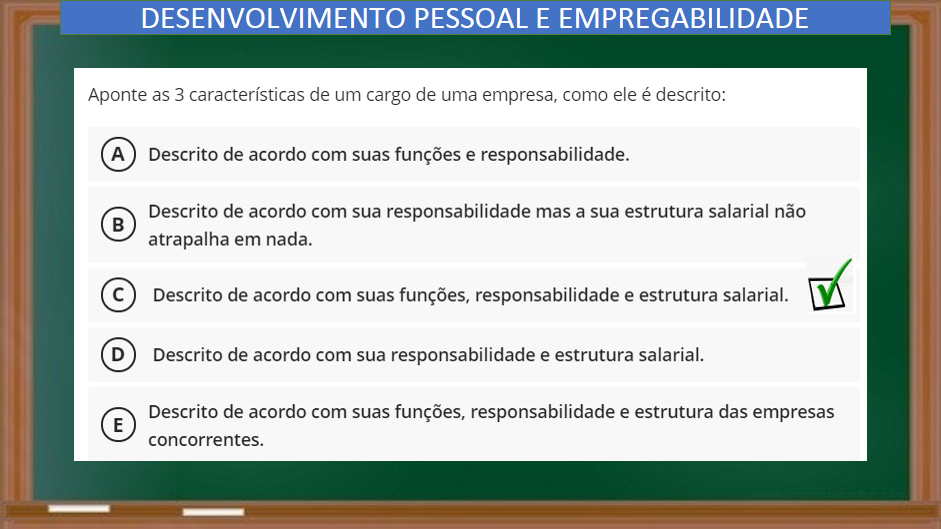 DESENVOLVIMENTO PESSOAL E EMPREGABILIDADE
Aponte as 3 características de um cargo de uma empresa, como ele é descrito:
A Descrito de acordo com suas funções e responsabilidade.
B Descrito de acordo com sua responsabilidade mas a sua estrutura salarial não
atrapalha em nada.
C Descrito de acordo com suas funções, responsabilidade e estrutura salarial.
D Descrito de acordo com sua responsabilidade e estrutura salarial.
E Descrito de acordo com suas funções, responsabilidade e estrutura das empresas
concorrentes.